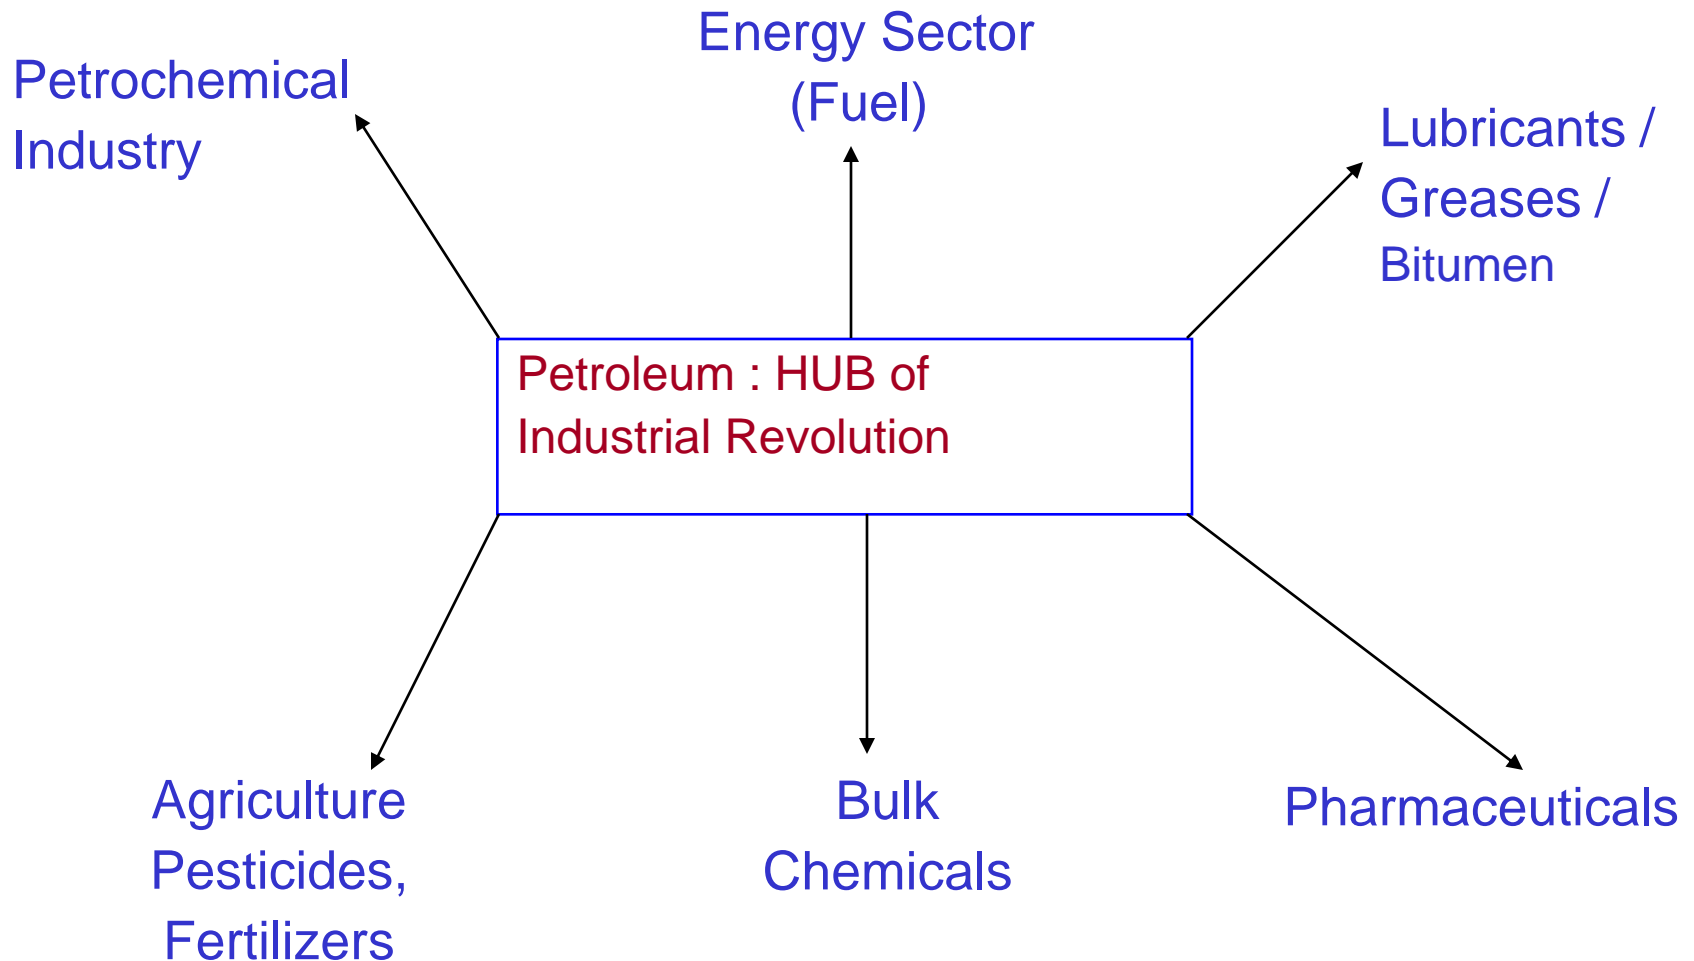 Energy Sector
(Fuel)
Petrochemical
Industry
Lubricants /
Greases /
Bitumen
Petroleum : HUB of
Industrial Revolution
Agriculture
Pesticides,
Fertilizers
Bulk
Chemicals
Pharmaceuticals